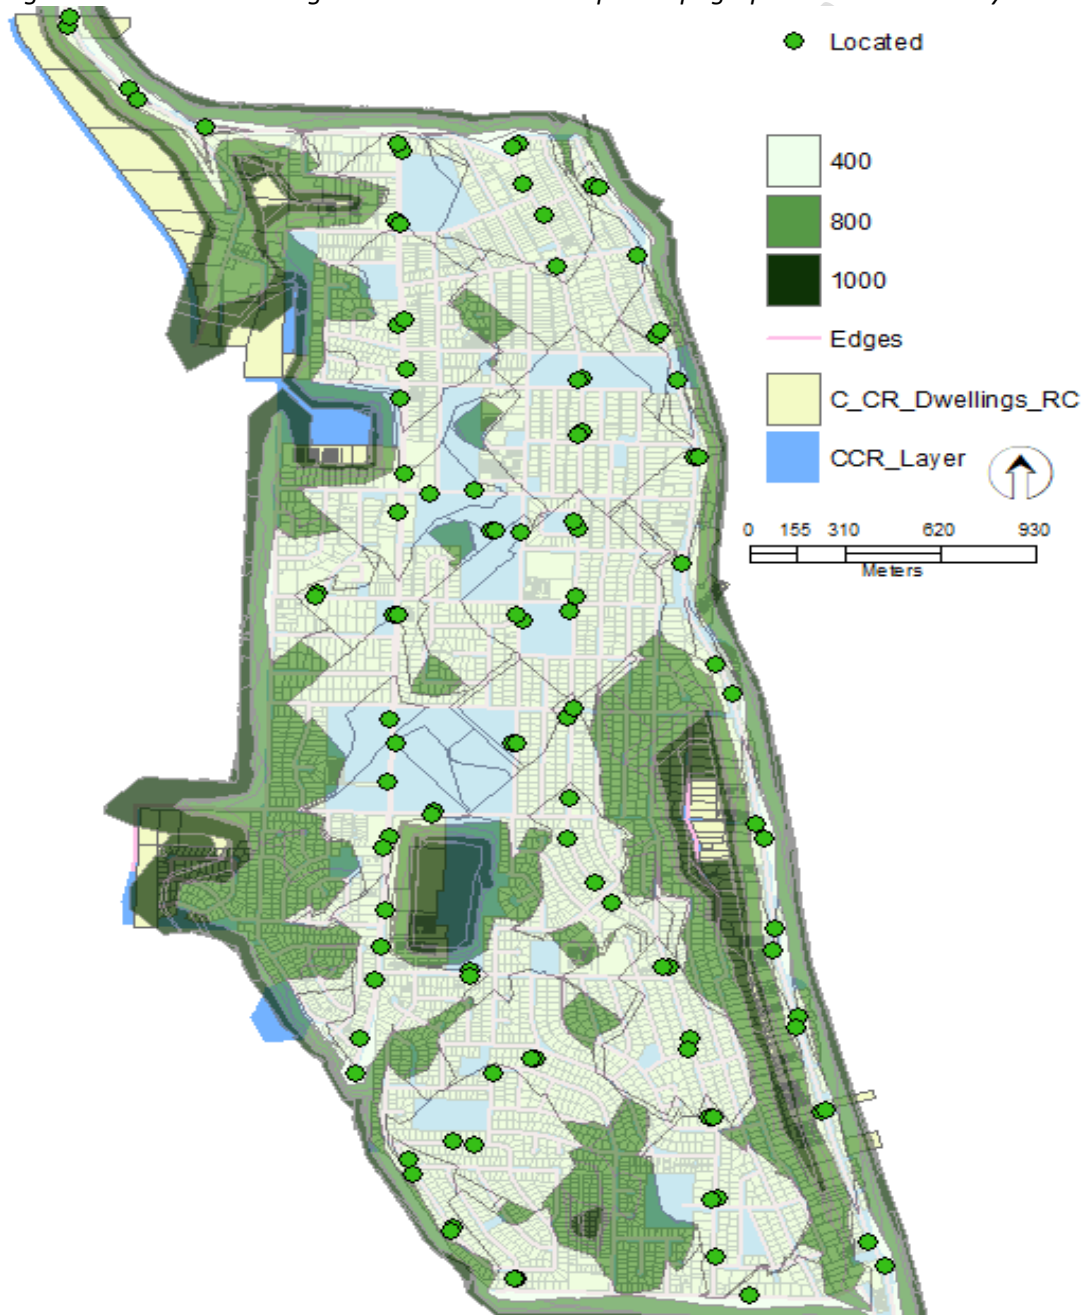 Located
400
800
1000
Edges
C_CR_Dwellings_RC
CCR_Layer
0 155 310 620 930
Meters